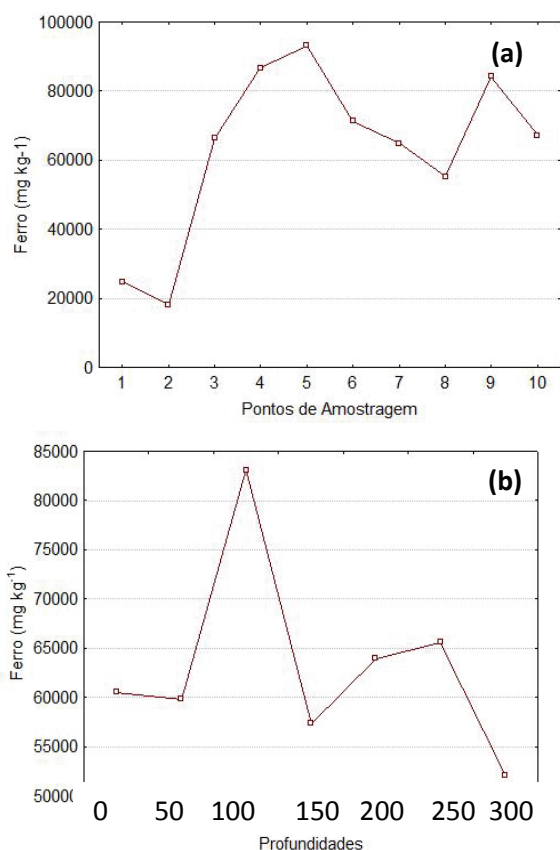 100000
(a)
80000
60000
40000
20000
0
Ferro (mg kg-1)
1 2 3 4 5 6 7 8 9 10
Pontos de Amostragem
85000
(b)
80000
75000
70000
65000
60000
55000
50000
Ferro (mg kg⁻¹)
0 50 100 150 200 250 300
Profundidades